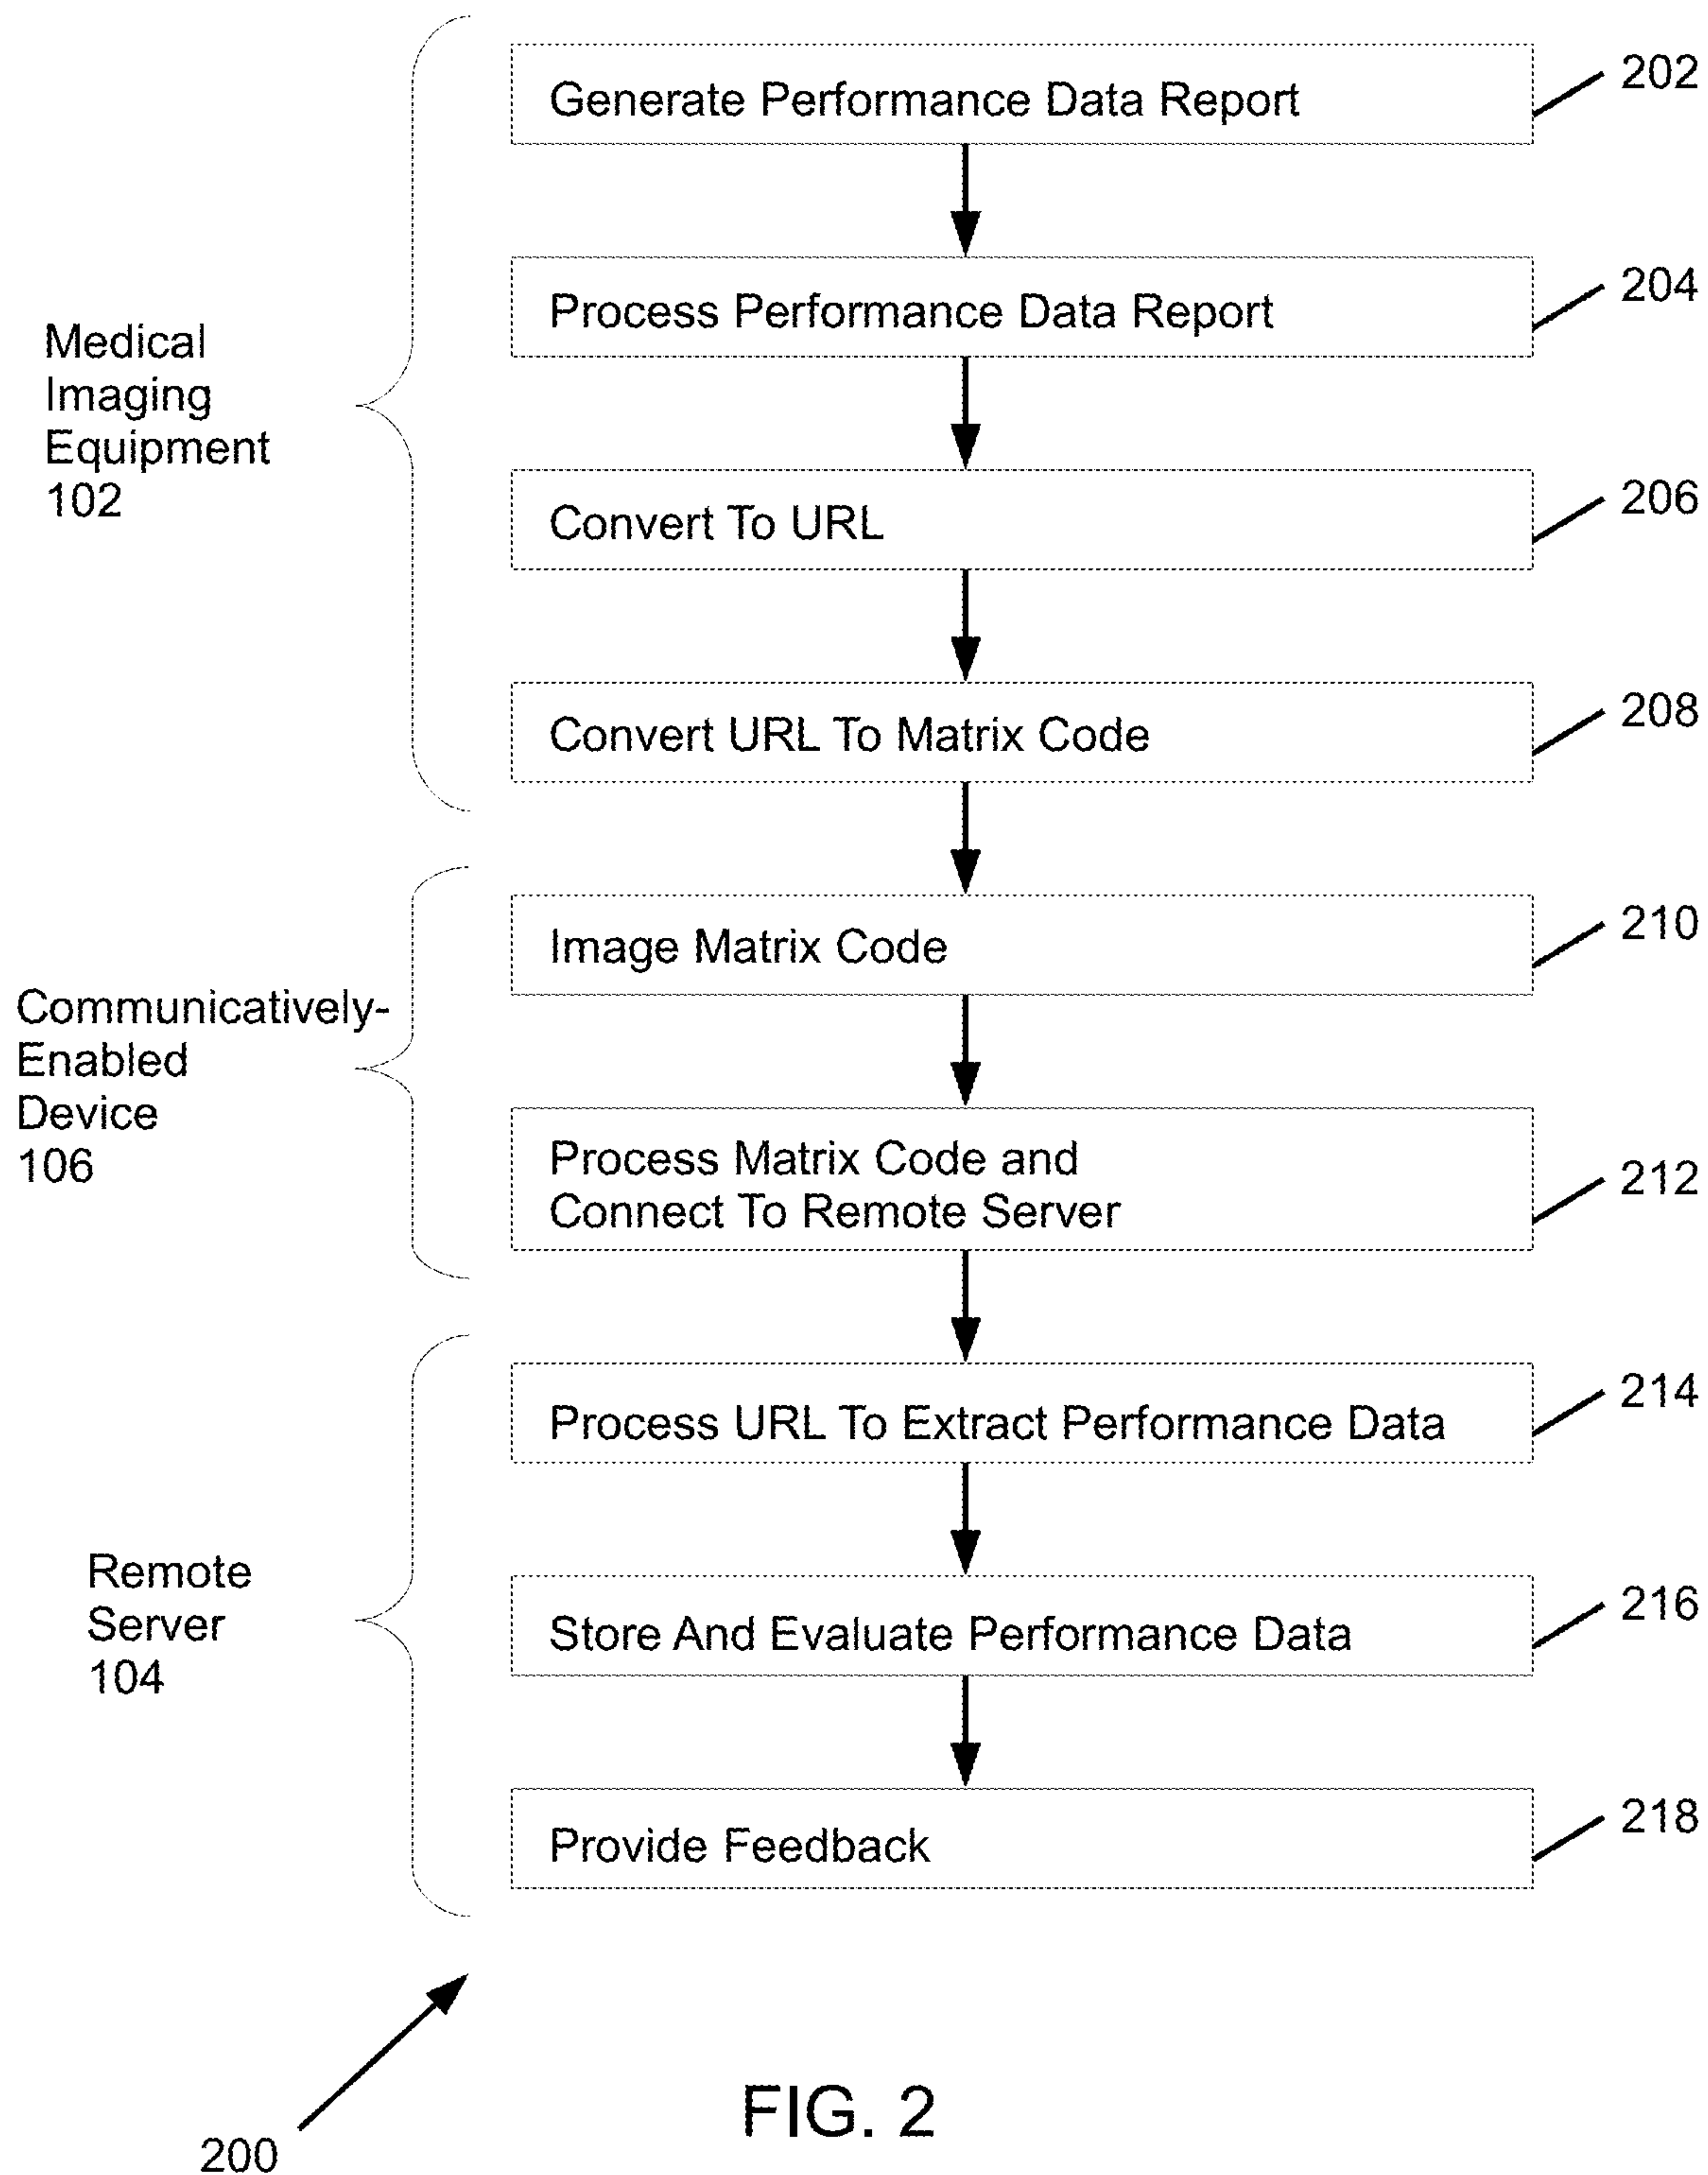 Generate Performance Data Report
202
Process Performance Data Report
204
Medical
Imaging
Equipment
102
Convert To URL
206
Convert URL To Matrix Code
208
Image Matrix Code
210
Communicatively-
Enabled
Device
106
Process Matrix Code and
Connect To Remote Server
212
Process URL To Extract Performance Data
214
Remote
Server
104
Store And Evaluate Performance Data
216
Provide Feedback
218
200
FIG. 2